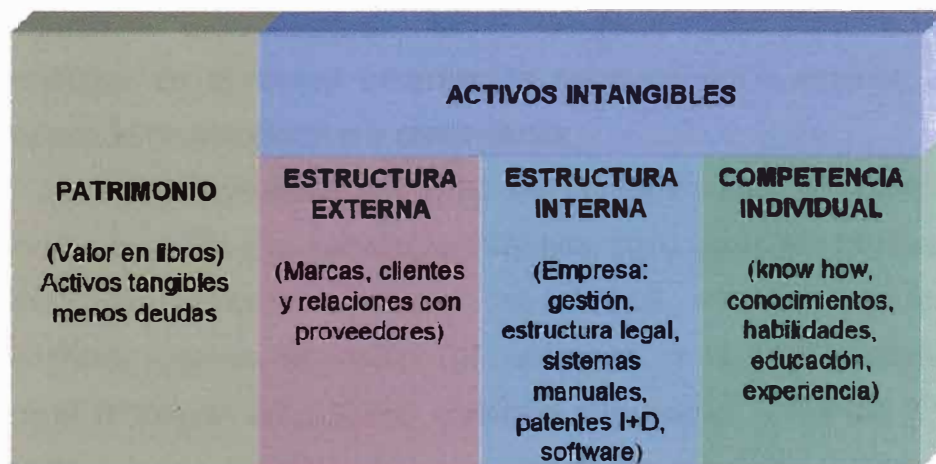 ACTIVOS INTANGIBLES
PATRIMONIO
(Valor en libros)
Activos tangibles
menos deudas
ESTRUCTURA
EXTERNA
(Marcas, clientes
y relaciones con
proveedores)
ESTRUCTURA
INTERNA
(Empresa:
gestión,
estructura legal,
sistemas
manuales,
patentes I+D,
software)
COMPETENCIA
INDIVIDUAL
(know how,
conocimientos,
habilidades,
educación,
experiencia)